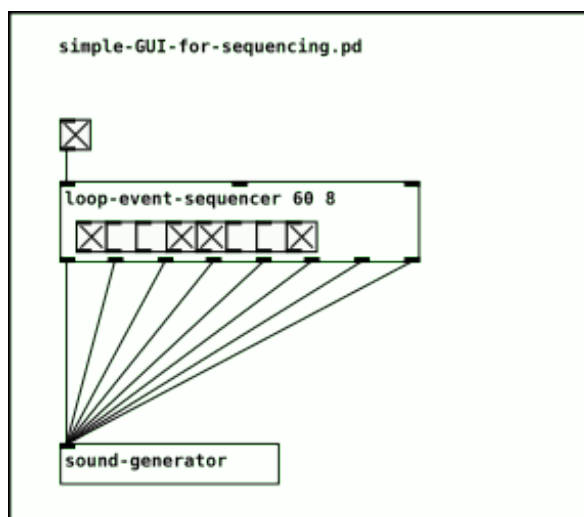 simple-GUI-for-sequencing.pd
loop-event-sequencer 60 8
sound-generator